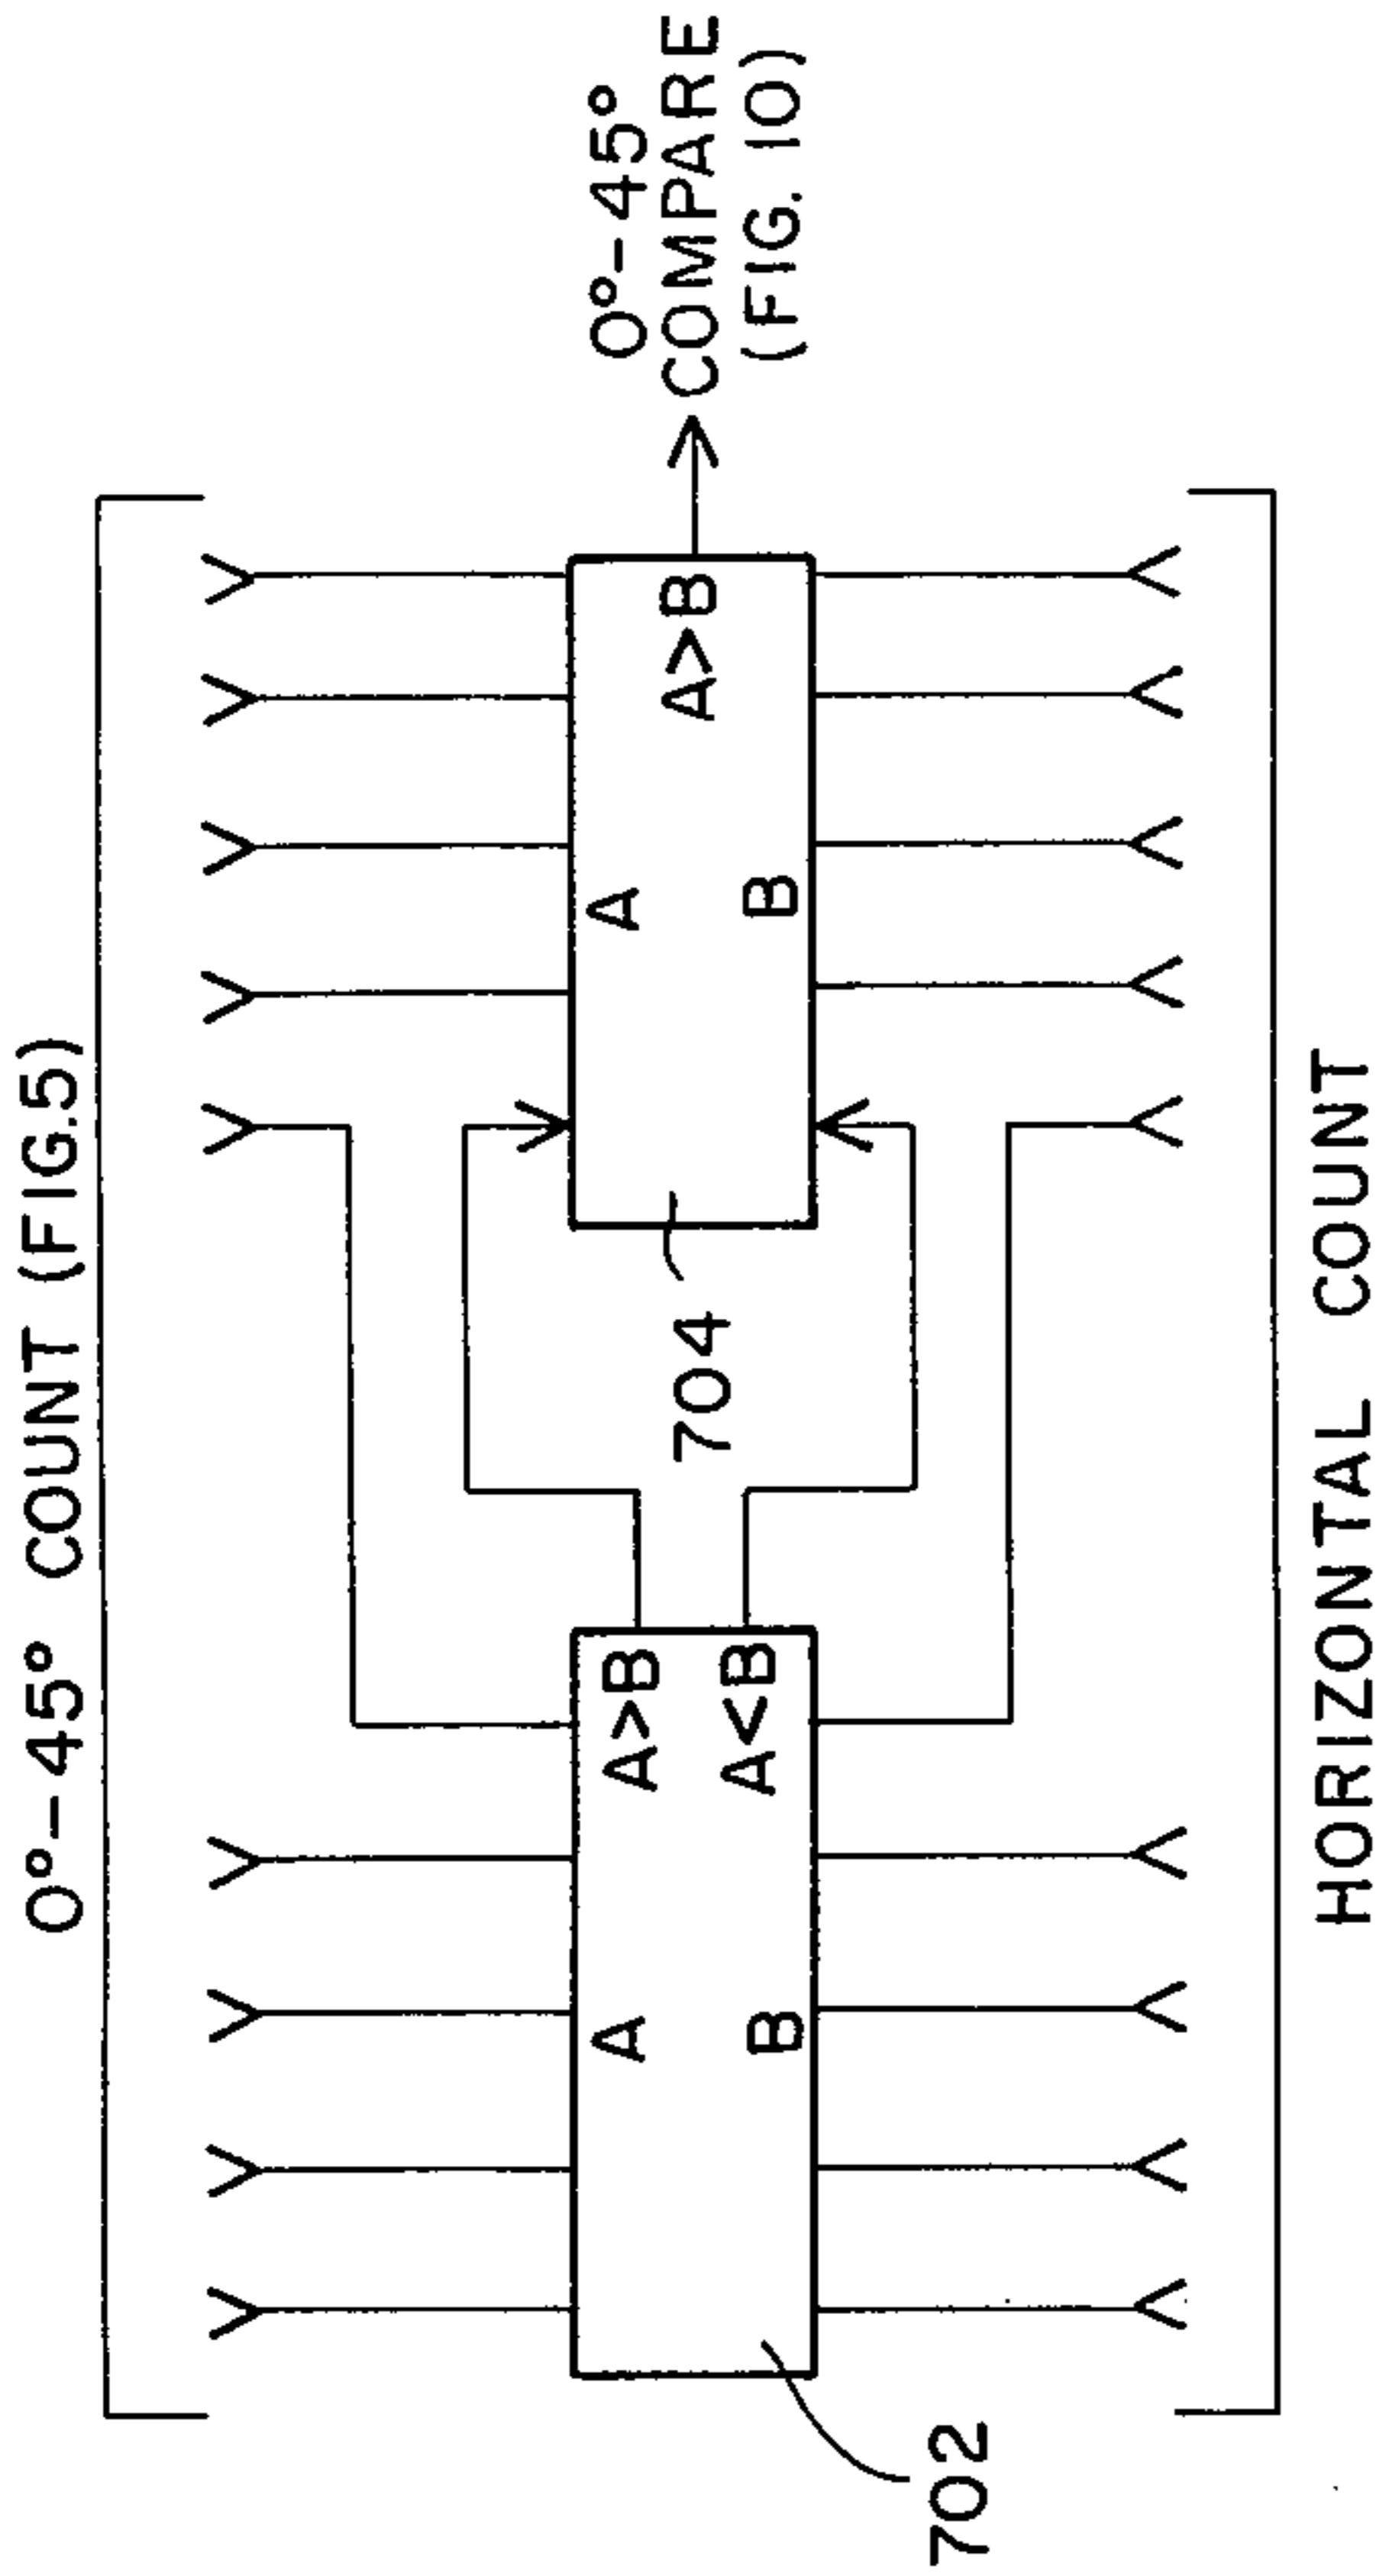 0°-45° COUNT (FIG.5)
A
A>B
A<B
B
702
A
A>B
B
704
0°-45°
COMPARE
(FIG. 10)
HORIZONTAL COUNT